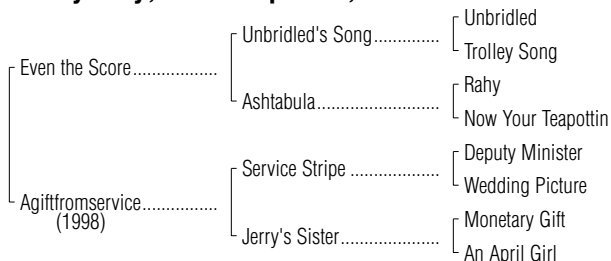 Unbridled
Unbridled's Song..............
Trolley Song
Even the Score..................
Rahy
Ashtabula..........................
Now Your Teapottin
Deputy Minister
Service Stripe ...................
Wedding Picture
Agiftfromservice................
(1998)
Monetary Gift
Jerry's Sister.....................
An April Girl